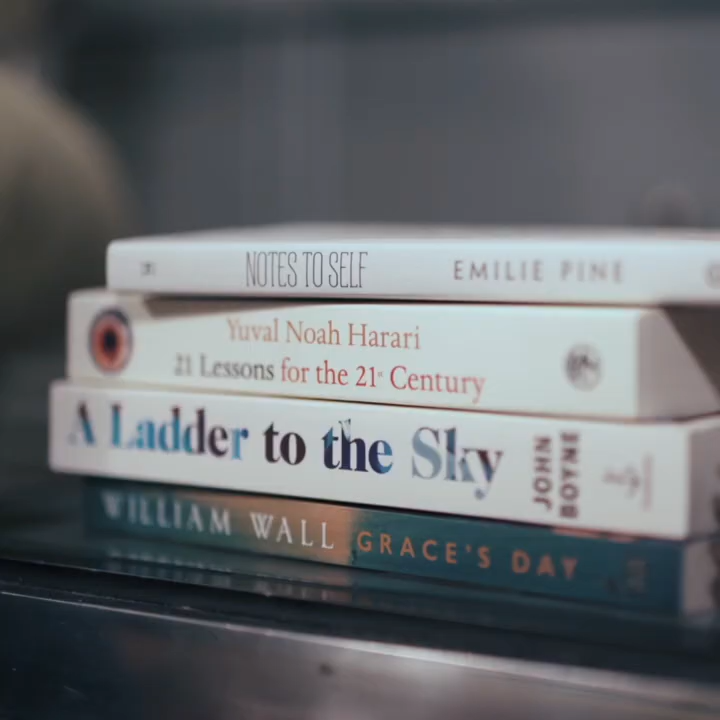 NOTES TO SELF EMILIE PINE
Yuval Noah Harari
21 Lessons for the 21st Century
A Ladder to the Sky JOHN BOYNE
WILLIAM WALL GRACE'S DAY